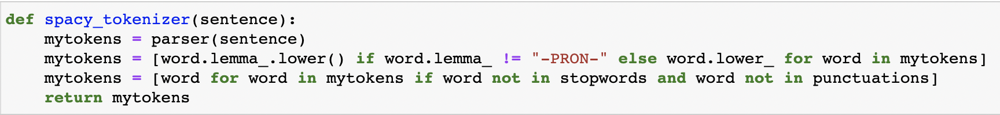 def spacy_tokenizer(sentence):
    mytokens = parser(sentence)
    mytokens = [word.lemma_.lower() if word.lemma_ != "-PRON-" else word.lower_ for word in mytokens]
    mytokens = [word for word in mytokens if word not in stopwords and word not in punctuations]
    return mytokens